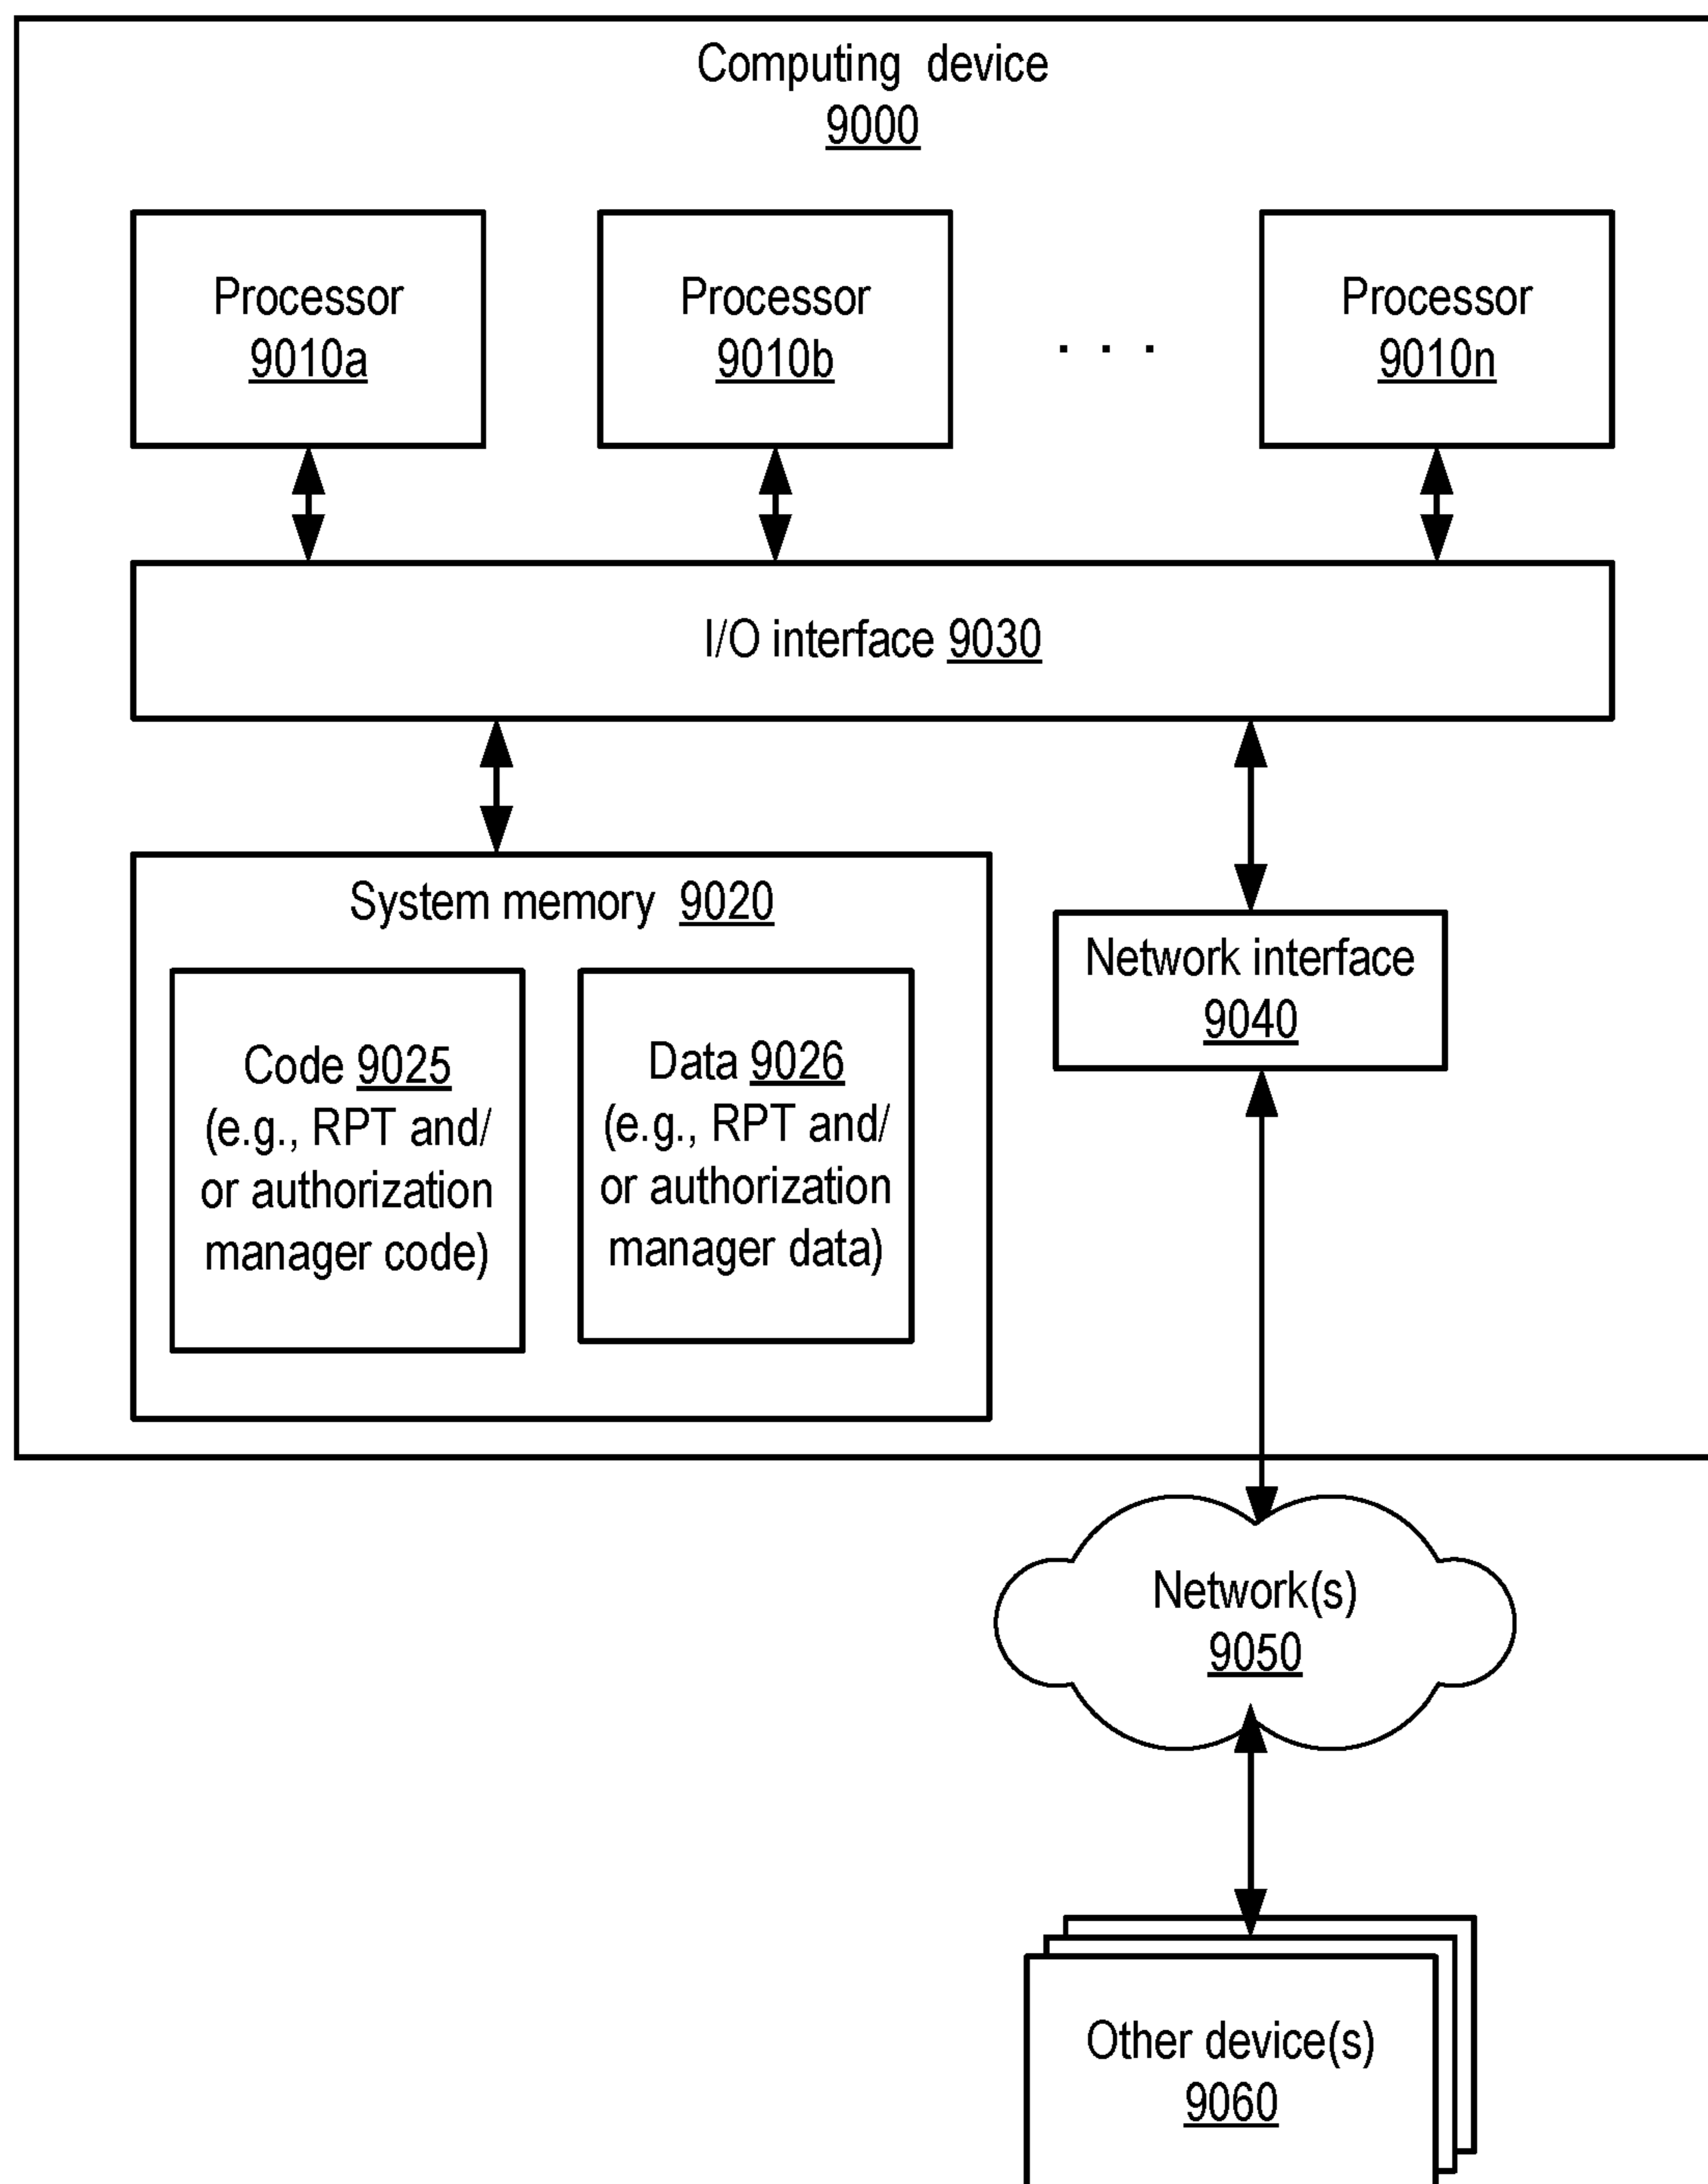 Computing device
9000
Processor
9010a
Processor
9010b
. . .
Processor
9010n
I/O interface 9030
System memory 9020
Code 9025
(e.g., RPT and/
or authorization
manager code)
Data 9026
(e.g., RPT and/
or authorization
manager data)
Network interface
9040
Network(s)
9050
Other device(s)
9060